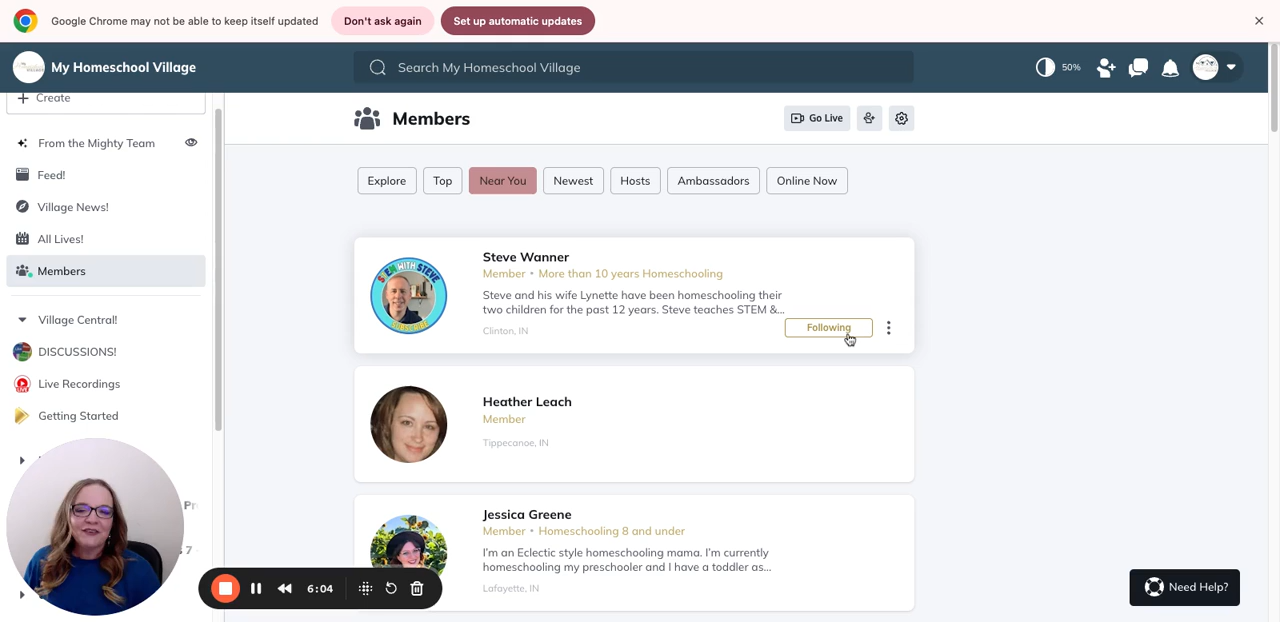 Google Chrome may not be able to keep itself updated
Don't ask again
Set up automatic updates
My Homeschool Village
Search My Homeschool Village
50%
Create
From the Mighty Team
Feed!
Village News!
All Lives!
Members
Village Central!
DISCUSSIONS!
Live Recordings
Getting Started
Members
Go Live
Explore
Top
Near You
Newest
Hosts
Ambassadors
Online Now
STEM WITH STEVE
SUBSCRIBE
Steve Wanner
Member • More than 10 years Homeschooling
Steve and his wife Lynette have been homeschooling their
two children for the past 12 years. Steve teaches STEM &...
Clinton, IN
Following
Heather Leach
Member
Tippecanoe, IN
Jessica Greene
Member • Homeschooling 8 and under
I'm an Eclectic style homeschooling mama. I'm currently
homeschooling my preschooler and I have a toddler as...
Lafayette, IN
6:04
Need Help?